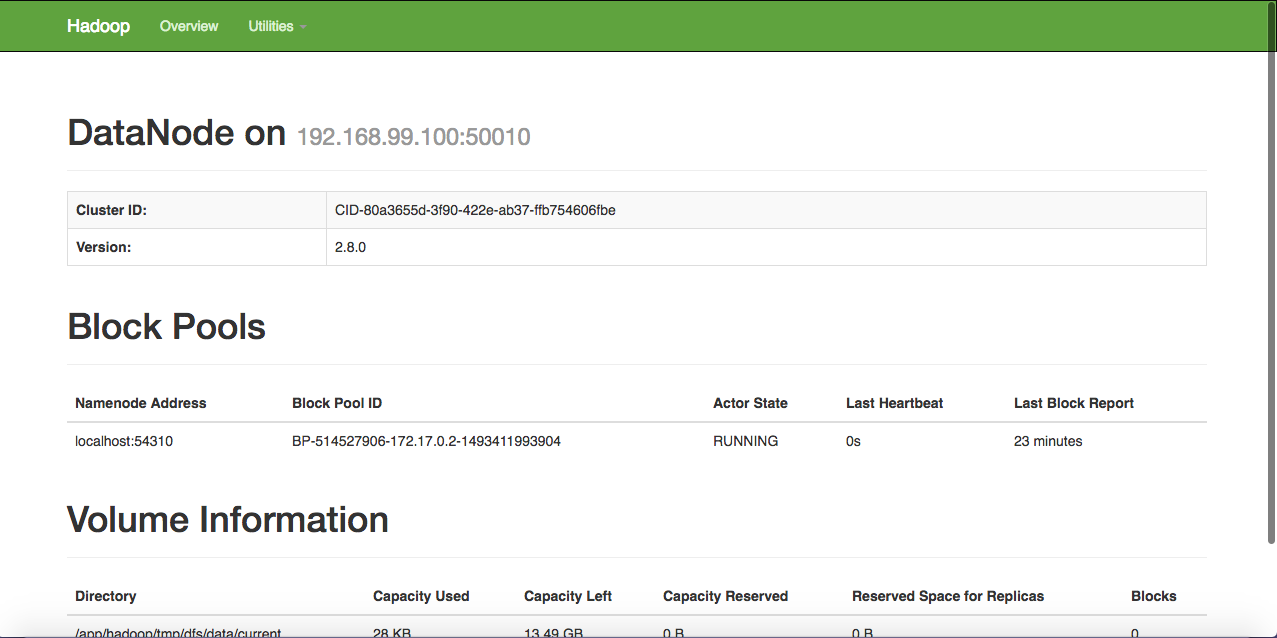 Hadoop Overview Utilities
DataNode on 192.168.99.100:50010
Cluster ID: CID-80a3655d-3f90-422e-ab37-ffb754606fbe
Version: 2.8.0
Block Pools
Namenode Address Block Pool ID Actor State Last Heartbeat Last Block Report
localhost:54310 BP-514527906-172.17.0.2-1493411993904 RUNNING 0s 23 minutes
Volume Information
Directory Capacity Used Capacity Left Capacity Reserved Reserved Space for Replicas Blocks
/app/hadoop/tmp/dfs/data/current 28 KB 13.49 GB 0 B 0 B 0